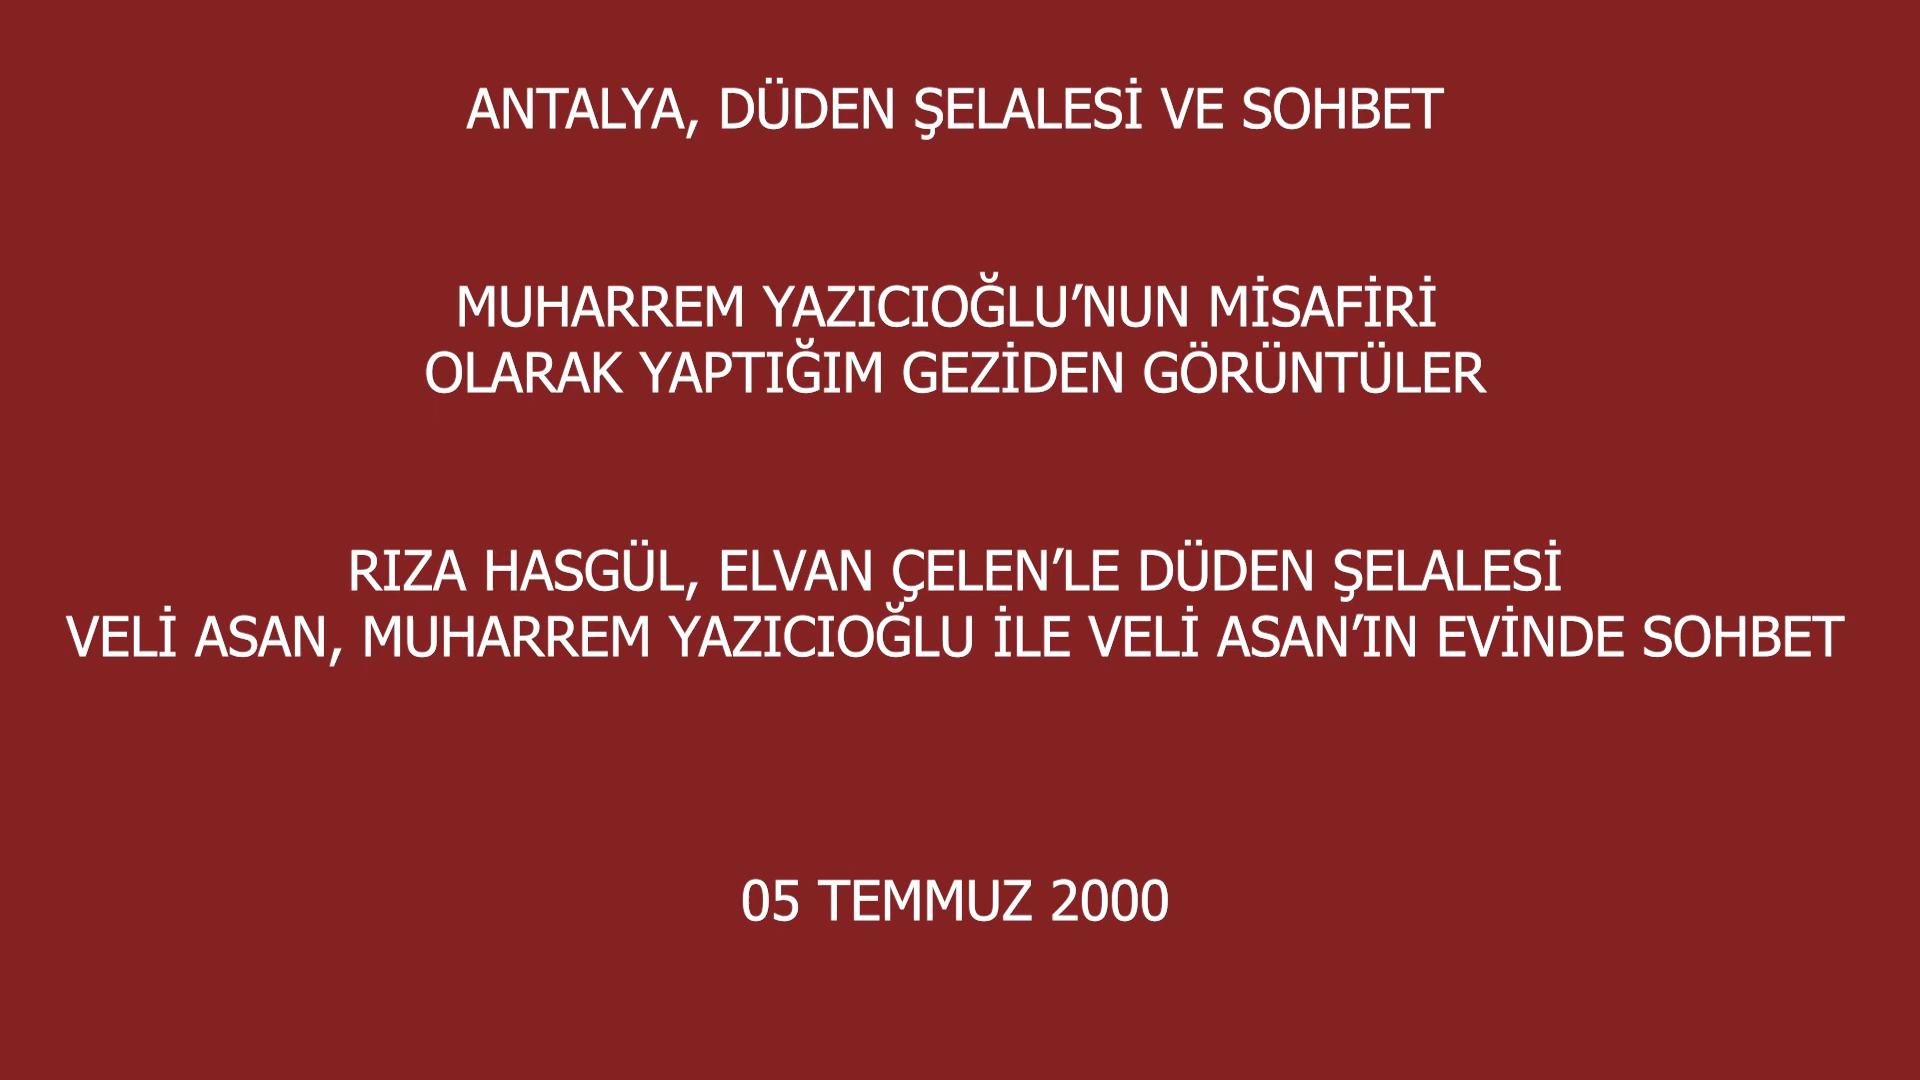 ANTALYA, DÜDEN ŞELALESİ VE SOHBET
MUHARREM YAZICIOĞLU’NUN MİSAFİRİ
OLARAK YAPTIĞIM GEZİDEN GÖRÜNTÜLER
RIZA HASGÜL, ELVAN ÇELEN’LE DÜDEN ŞELALESİ
VELİ ASAN, MUHARREM YAZICIOĞLU İLE VELİ ASAN’IN EVİNDE SOHBET
05 TEMMUZ 2000